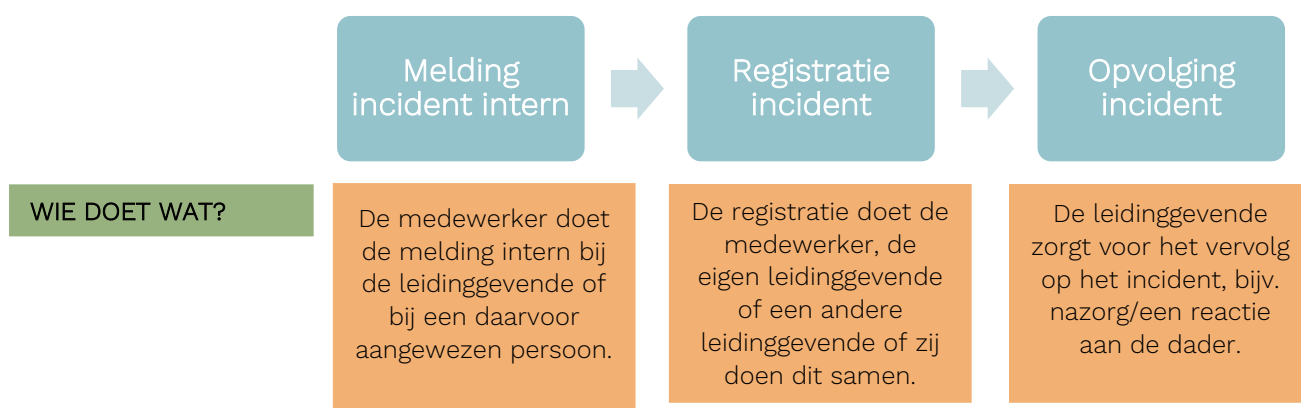 Melding
incident intern
Registratie
incident
Opvolging
incident
WIE DOET WAT?
De medewerker doet
de melding intern bij
de leidinggevende of
bij een daarvoor
aangewezen persoon.
De registratie doet de
medewerker, de
eigen leidinggevende
of een andere
leidinggevende of zij
doen dit samen.
De leidinggevende
zorgt voor het vervolg
op het incident, bijv.
nazorg/een reactie
aan de dader.